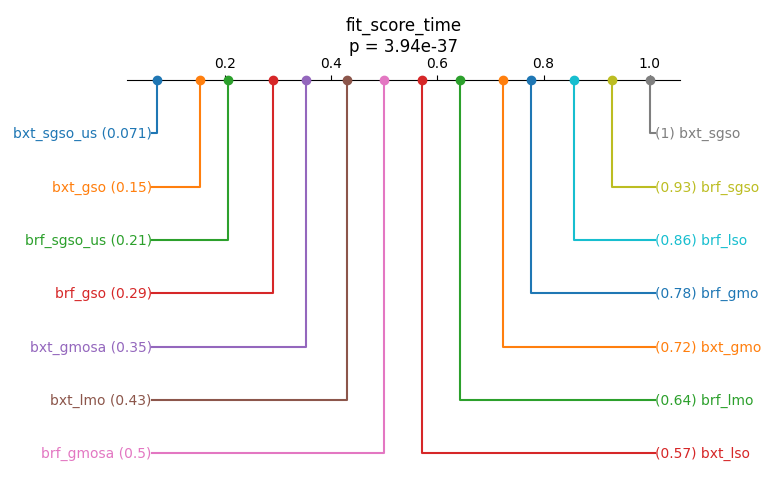 fit_score_time
p = 3.94e-37
0.2 0.4 0.6 0.8 1.0
bxt_sgso_us (0.071) (1) bxt_sgso
bxt_gso (0.15) (0.93) brf_sgso
brf_sgso_us (0.21) (0.86) brf_lso
brf_gso (0.29) (0.78) brf_gmo
bxt_gmosa (0.35) (0.72) bxt_gmo
bxt_lmo (0.43) (0.64) brf_lmo
brf_gmosa (0.5) (0.57) bxt_lso